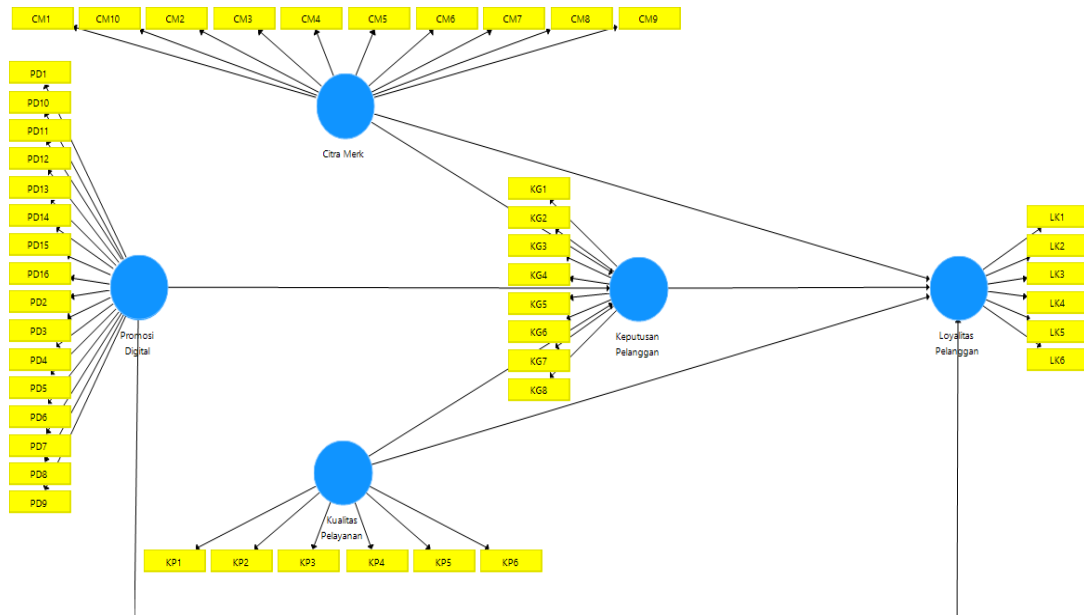 CM1 CM10 CM2 CM3 CM4 CM5 CM6 CM7 CM8 CM9
Citra Merk
PD1
PD10
PD11
PD12
PD13
PD14
PD15
PD16
PD2
PD3
PD4
PD5
PD6
PD7
PD8
PD9
Promosi
Digital
KG1
KG2
KG3
KG4
KG5
KG6
KG7
KG8
Keputusan
Pelanggan
LK1
LK2
LK3
LK4
LK5
LK6
Loyalitas
Pelanggan
Kualitas
Pelayanan
KP1 KP2 KP3 KP4 KP5 KP6